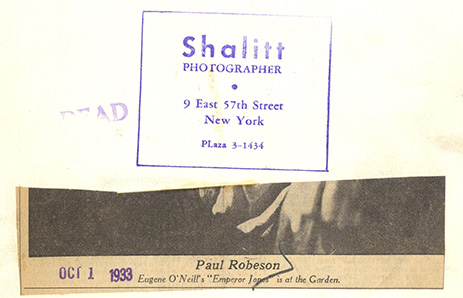 Shalitt
PHOTOGRAPHER
9 East 57th Street
New York
PLaza 3-1434
DEAD
Paul Robeson
OCT 1 1933
Eugene O'Neill's "Emperor Jones" is at the Garden.